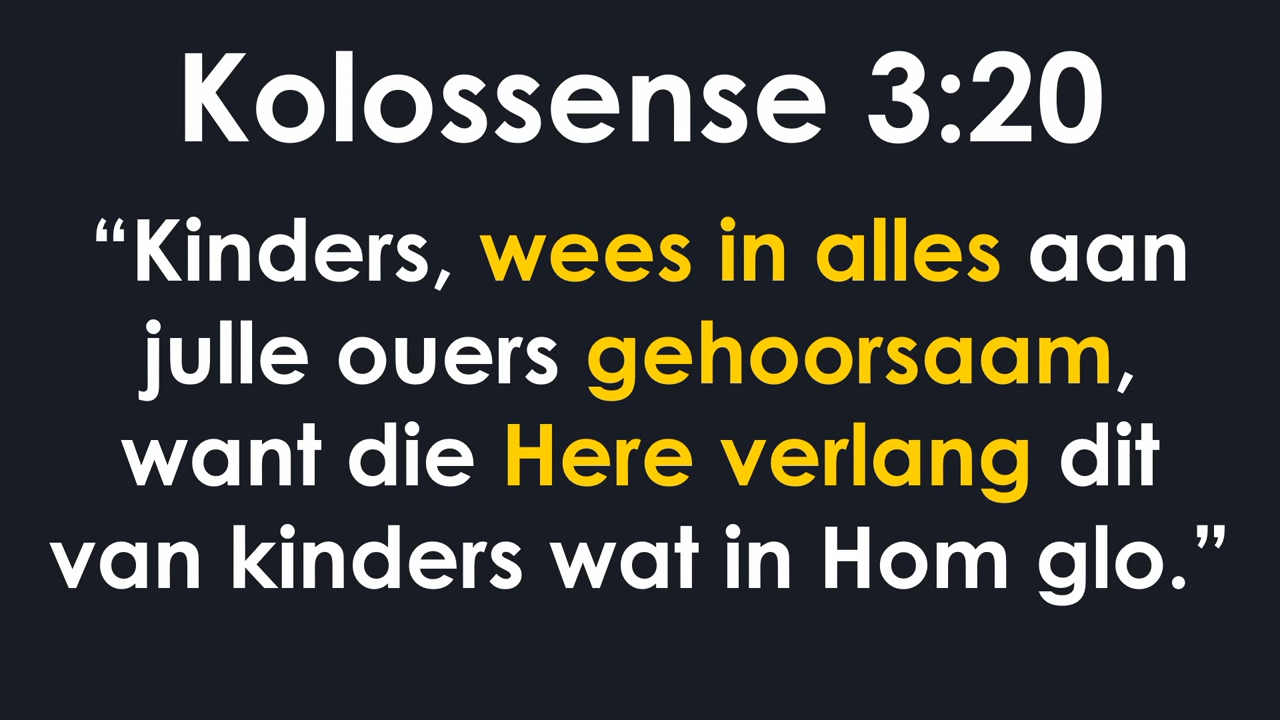 Kolossense 3:20
“Kinders, wees in alles aan
julle ouers gehoorsaam,
want die Here verlang dit
van kinders wat in Hom glo.”